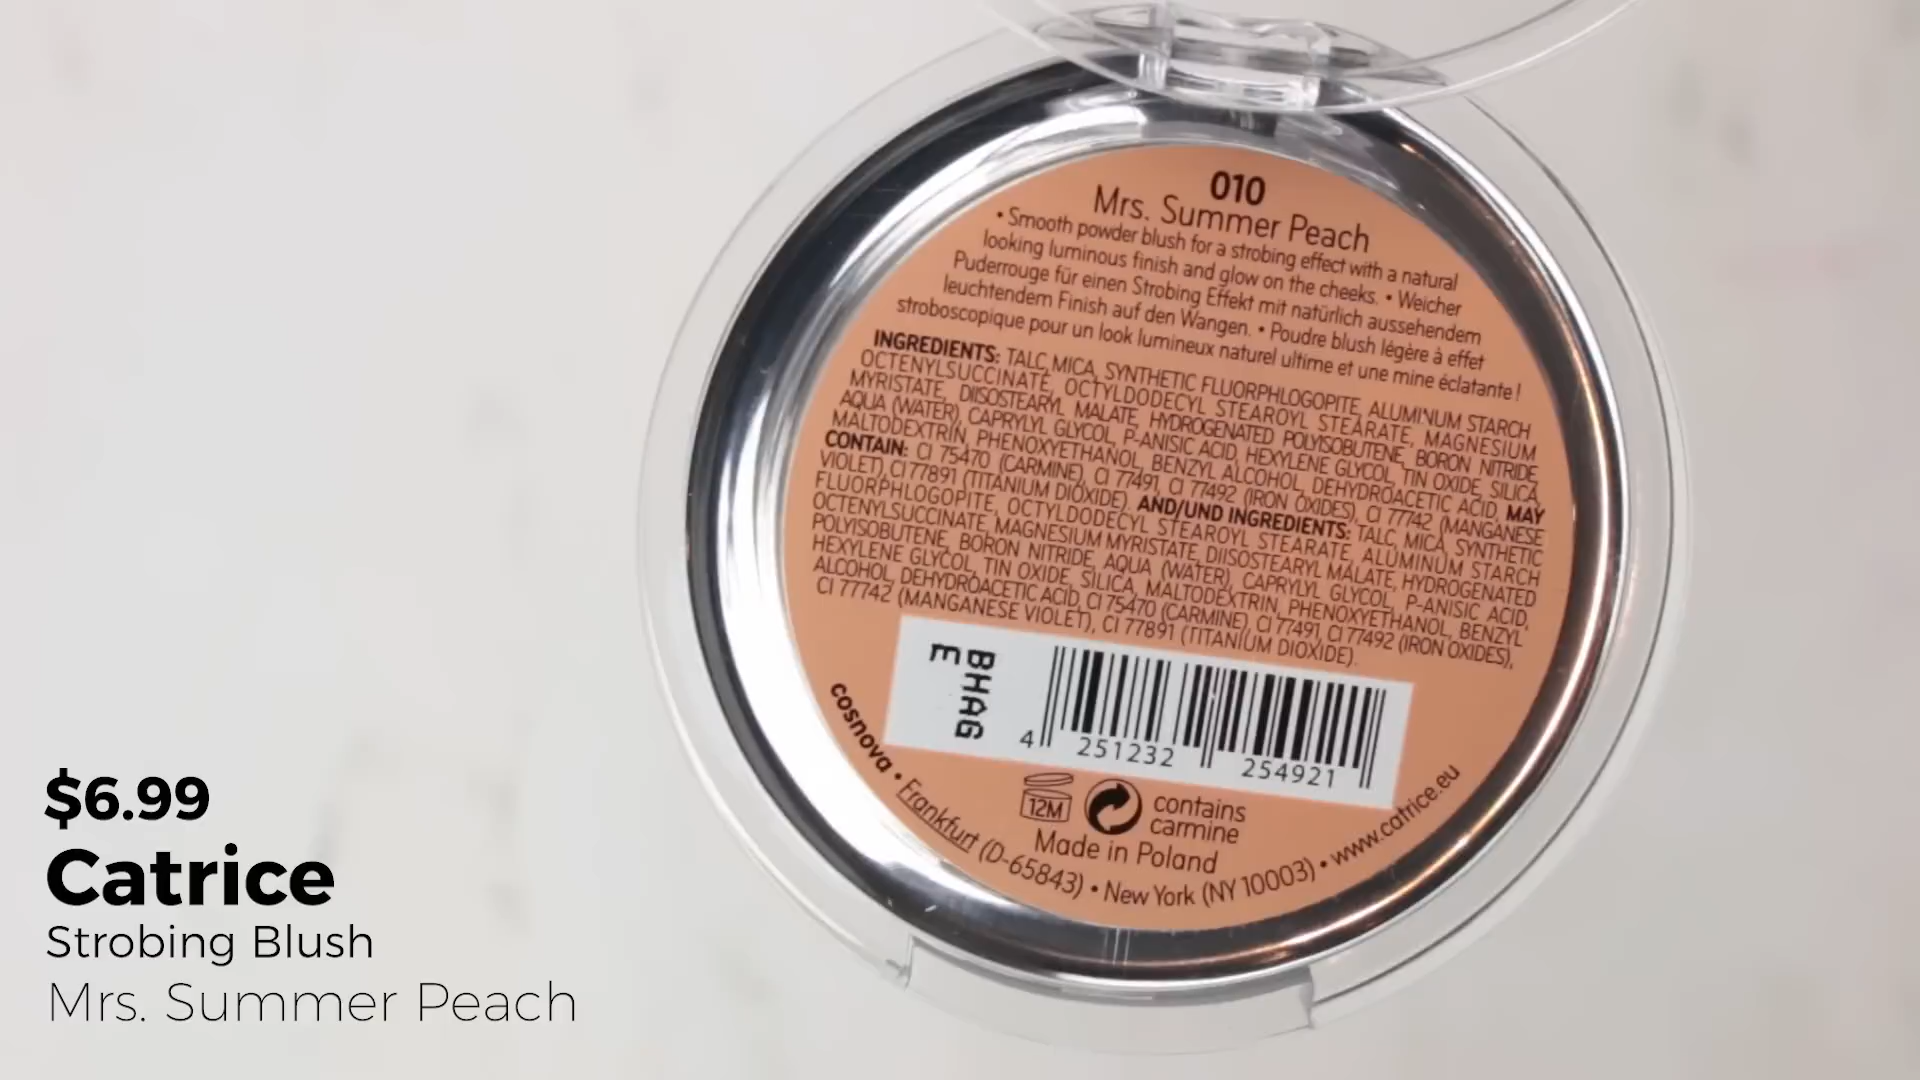 010
Mrs. Summer Peach
• Smooth powder blush for a strobing effect with a natural
looking luminous finish and glow on the cheeks. • Weicher
Puderrouge für einen Strobing Effekt mit natürlich aussehendem
leuchtendem Finish auf den Wangen. • Poudre blush légère à effet
stroboscopique pour un look lumineux naturel ultime et une mine éclatante !
INGREDIENTS: TALC, MICA, SYNTHETIC FLUORPHLOGOPITE, ALUMINUM STARCH
OCTENYLSUCCINATE, OCTYLDODECYL STEAROYL STEARATE, MAGNESIUM
MYRISTATE, DIISOSTEARYL MALATE, HYDROGENATED POLYISOBUTENE, BORON NITRIDE,
AQUA (WATER), CAPRYLYL GLYCOL, P-ANISIC ACID, HEXYLENE GLYCOL, TIN OXIDE, SILICA,
MALTODEXTRIN, PHENOXYETHANOL, BENZYL ALCOHOL, DEHYDROACETIC ACID, MAY
CONTAIN: CI 75470 (CARMINE), CI 77491, CI 77492 (IRON OXIDES), CI 77742 (MANGANESE
VIOLET), CI 77891 (TITANIUM DIOXIDE). AND/UND INGREDIENTS: TALC, MICA, SYNTHETIC
FLUORPHLOGOPITE, OCTYLDODECYL STEAROYL STEARATE, ALUMINUM STARCH
OCTENYLSUCCINATE, MAGNESIUM MYRISTATE, DIISOSTEARYL MALATE, HYDROGENATED
POLYISOBUTENE, BORON NITRIDE, AQUA (WATER), CAPRYLYL GLYCOL, P-ANISIC ACID,
HEXYLENE GLYCOL, TIN OXIDE, SILICA, MALTODEXTRIN, PHENOXYETHANOL, BENZYL
ALCOHOL, DEHYDROACETIC ACID, CI 75470 (CARMINE), CI 77491, CI 77492 (IRON OXIDES),
CI 77742 (MANGANESE VIOLET), CI 77891 (TITANIUM DIOXIDE).
BHAG
E
4 251232 254921
12M
contains
carmine
Made in Poland
cosnova • Frankfurt (D-65843) • New York (NY 10003) • www.catrice.eu
$6.99
Catrice
Strobing Blush
Mrs. Summer Peach